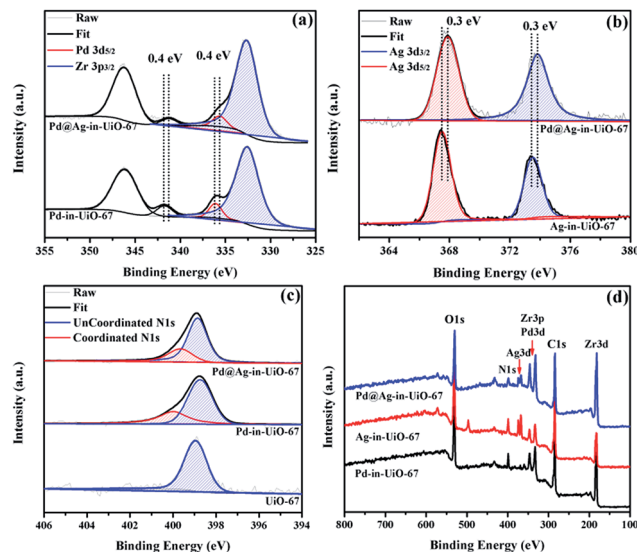 (a)
Raw
Fit
Pd 3d5/2
Zr 3p3/2
0.4 eV
0.4 eV
Pd@Ag-in-UiO-67
Pd-in-UiO-67
Intensity (a.u.)
355 350 345 340 335 330 325
Binding Energy (eV)
(b)
Raw
Fit
Ag 3d3/2
Ag 3d5/2
0.3 eV
0.3 eV
Pd@Ag-in-UiO-67
Ag-in-UiO-67
Intensity (a.u.)
364 368 372 376 380
Binding Energy (eV)
(c)
Raw
Fit
UnCoordinated N1s
Coordinated N1s
Pd@Ag-in-UiO-67
Pd-in-UiO-67
UiO-67
Intensity (a.u.)
406 404 402 400 398 396 394
Binding Energy (eV)
(d)
O1s
Zr3p
Pd3d
Ag3d
N1s
C1s
Zr3d
Pd@Ag-in-UiO-67
Ag-in-UiO-67
Pd-in-UiO-67
Intensity (a.u.)
800 700 600 500 400 300 200 100
Binding Energy (eV)